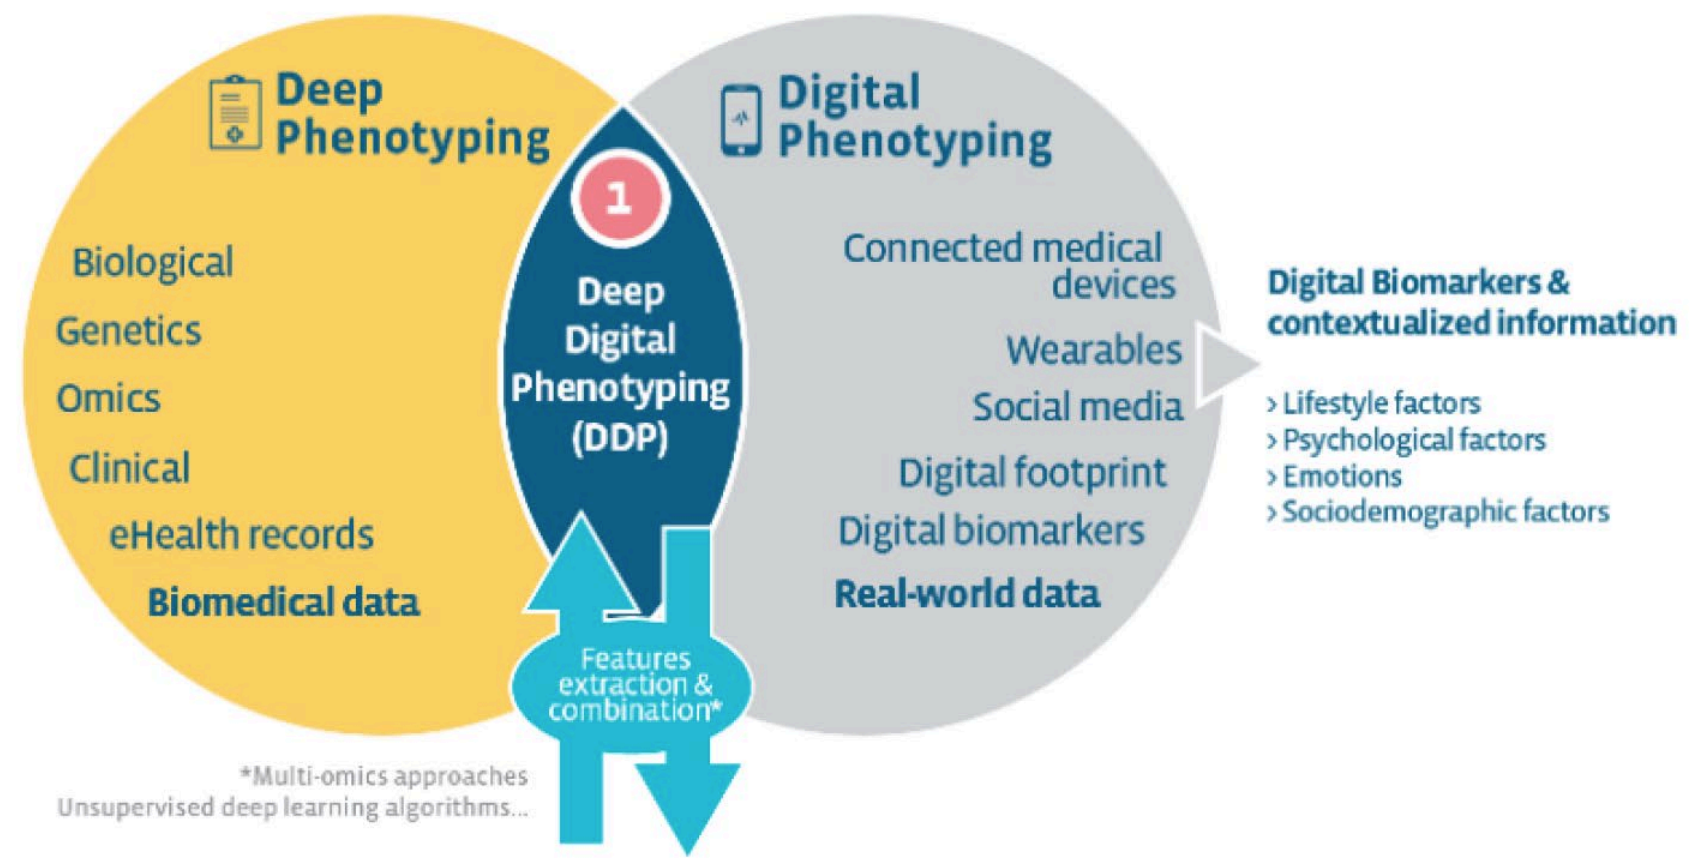 Deep
Phenotyping
Biological
Genetics
Omics
Clinical
eHealth records
Biomedical data
1
Deep
Digital
Phenotyping
(DDP)
Features
extraction &
combination*
*Multi-omics approaches
Unsupervised deep learning algorithms...
Digital
Phenotyping
Connected medical
devices
Wearables
Social media
Digital footprint
Digital biomarkers
Real-world data
Digital Biomarkers &
contextualized information
> Lifestyle factors
> Psychological factors
> Emotions
> Sociodemographic factors